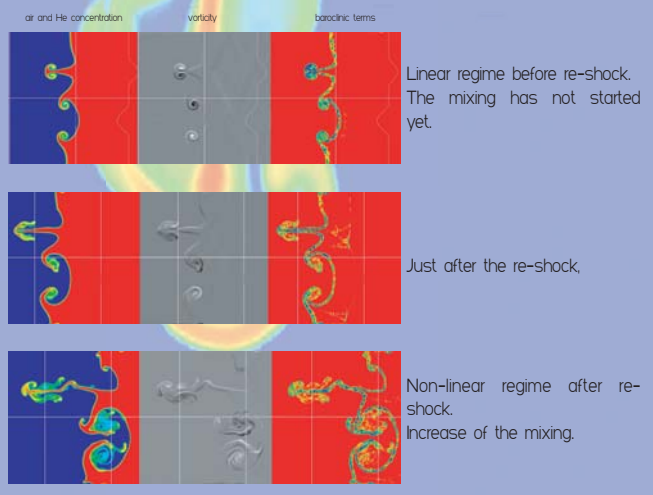 air and He concentration vorticity baroclinic terms
Linear regime before re-shock.
The mixing has not started
yet.
Just after the re-shock,
Non-linear regime after re-
shock.
Increase of the mixing.